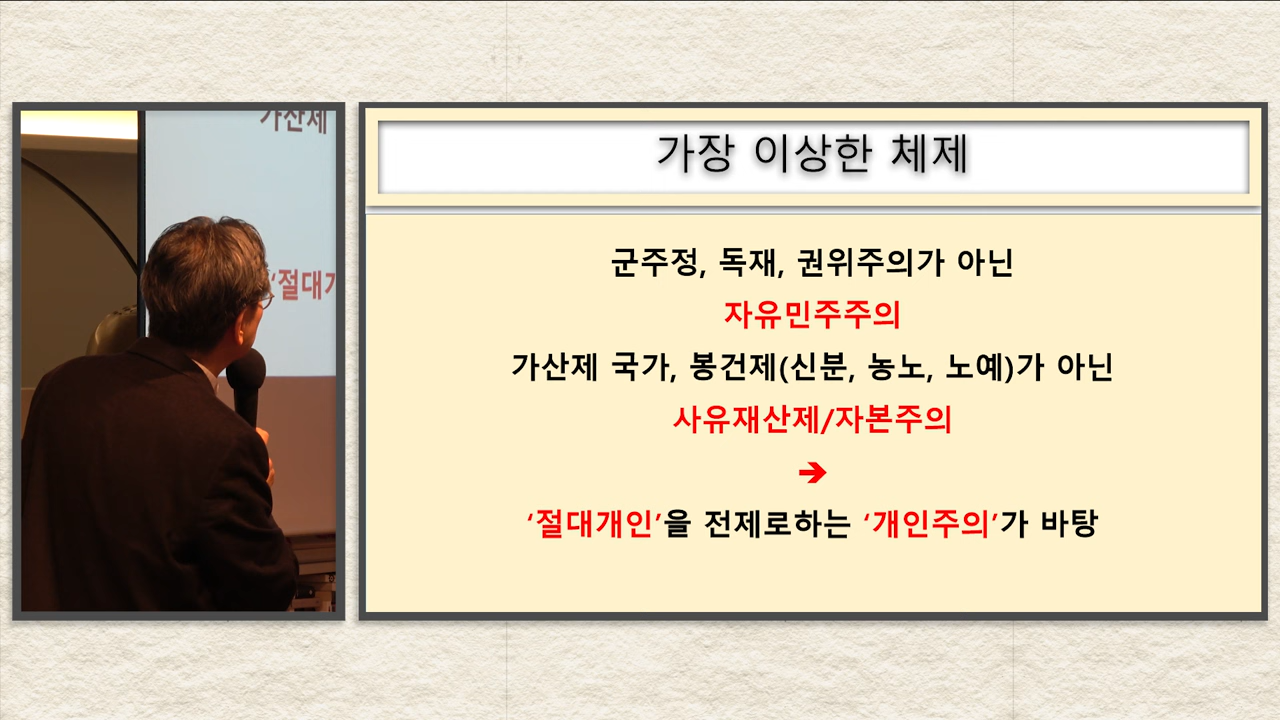 가산제
‘절대개
가장 이상한 체제
군주정, 독재, 권위주의가 아닌
자유민주주의
가산제 국가, 봉건제(신분, 농노, 노예)가 아닌
사유재산제/자본주의
➔
‘절대개인’을 전제로하는 ‘개인주의’가 바탕